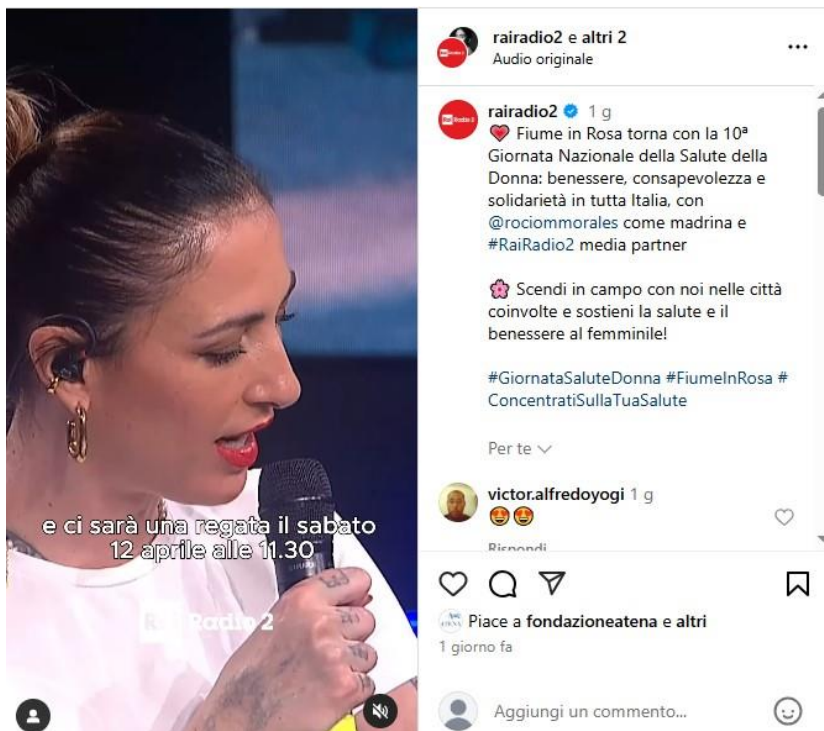 e ci sarà una regata il sabato
12 aprile alle 11.30
Rai Radio 2
rairadio2 e altri 2
Audio originale
rairadio2 1 g
Fiume in Rosa torna con la 10ª
Giornata Nazionale della Salute della
Donna: benessere, consapevolezza e
solidarietà in tutta Italia, con
@rociommorales come madrina e
#RaiRadio2 media partner
Scendi in campo con noi nelle città
coinvolte e sostieni la salute e il
benessere al femminile!
#GiornataSaluteDonna #FiumeInRosa #
ConcentratiSullaTuaSalute
Per te
victor.alfredoyogi 1 g
Rispondi
Piace a fondazioneatena e altri
1 giorno fa
Aggiungi un commento...